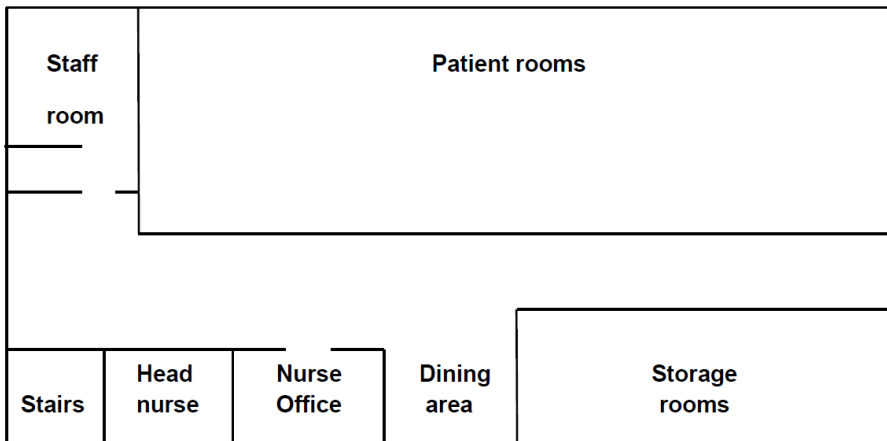 Staff
room
Patient rooms
Stairs
Head
nurse
Nurse
Office
Dining
area
Storage
rooms